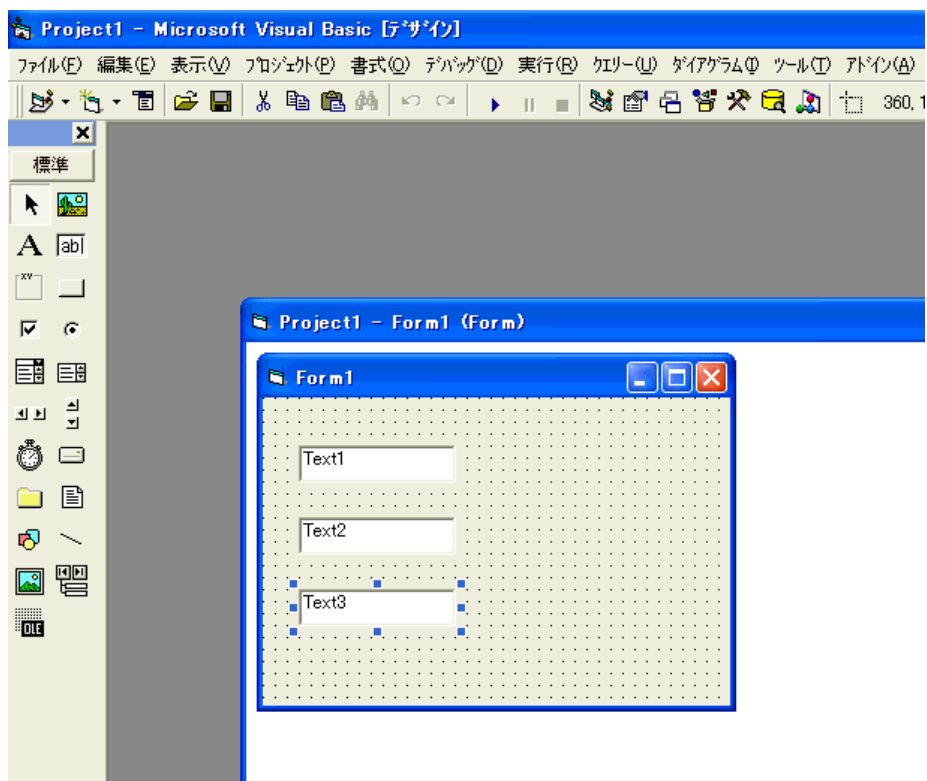 Project1 - Microsoft Visual Basic [ﾃﾞｻﾞｲﾝ]
ﾌｧｲﾙ(F) 編集(E) 表示(V) ﾌﾟﾛｼﾞｪｸﾄ(P) 書式(O) ﾃﾞﾊﾞｯｸﾞ(D) 実行(R) ｸｴﾘｰ(U) ﾀﾞｲｱｸﾞﾗﾑ(I) ﾂｰﾙ(T) ｱﾄﾞｲﾝ(A)
360, 1
標準
A ab|
XY
OLE
Project1 - Form1 (Form)
Form1
Text1
Text2
Text3